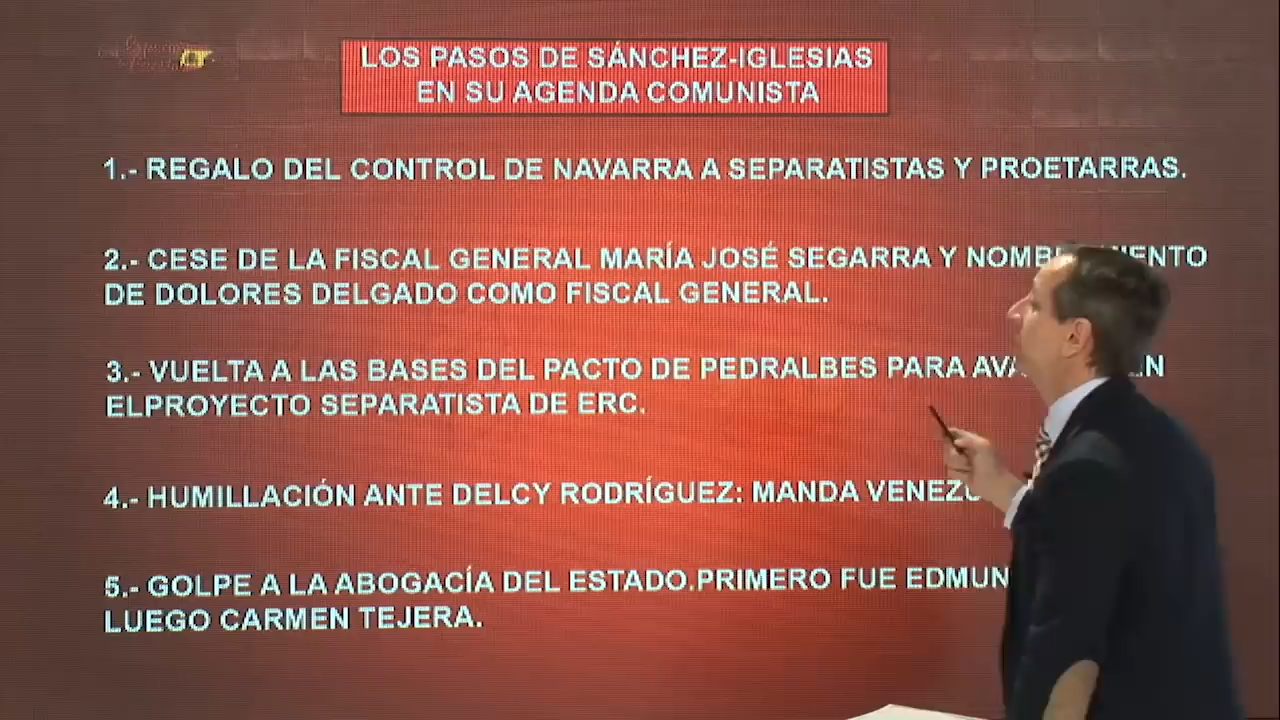 LOS PASOS DE SÁNCHEZ-IGLESIAS
EN SU AGENDA COMUNISTA
1.- REGALO DEL CONTROL DE NAVARRA A SEPARATISTAS Y PROETARRAS.
2.- CESE DE LA FISCAL GENERAL MARÍA JOSÉ SEGARRA Y
DE DOLORES DELGADO COMO FISCAL GENERAL.
3.- VUELTA A LAS BASES DEL PACTO DE PEDRALBES PARA
ELPROYECTO SEPARATISTA DE ERC.
4.- HUMILLACIÓN ANTE DELCY RODRÍGUEZ: MANDA
5.- GOLPE A LA ABOGACÍA DEL ESTADO.PRIMERO FUE
LUEGO CARMEN TEJERA.